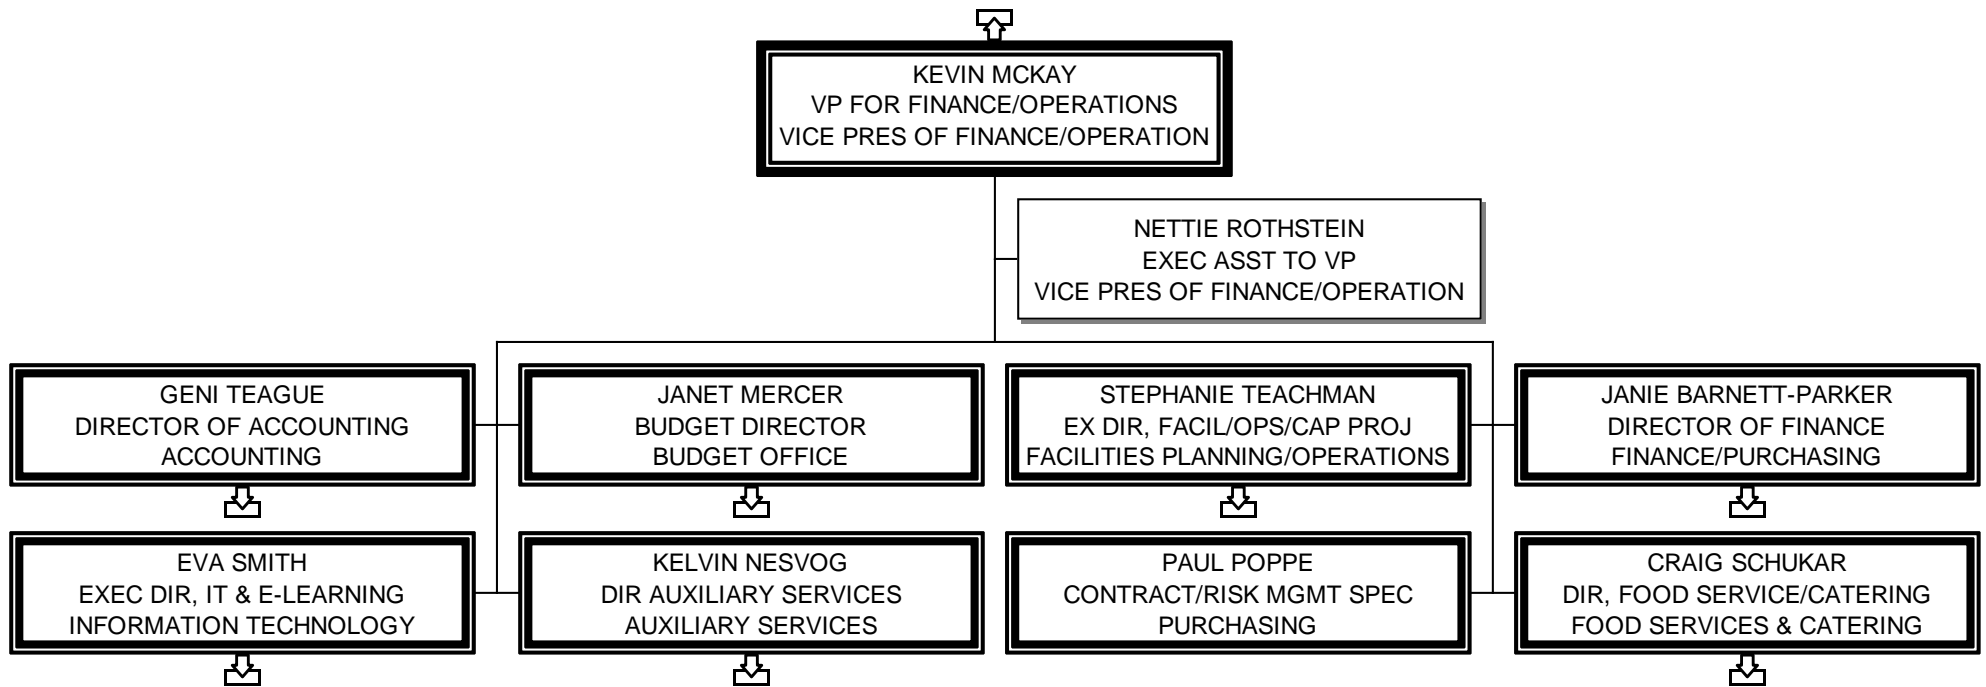 KEVIN MCKAY
VP FOR FINANCE/OPERATIONS
VICE PRES OF FINANCE/OPERATION
NETTIE ROTHSTEIN
EXEC ASST TO VP
VICE PRES OF FINANCE/OPERATION
GENI TEAGUE
DIRECTOR OF ACCOUNTING
ACCOUNTING
JANET MERCER
BUDGET DIRECTOR
BUDGET OFFICE
STEPHANIE TEACHMAN
EX DIR, FACIL/OPS/CAP PROJ
FACILITIES PLANNING/OPERATIONS
JANIE BARNETT-PARKER
DIRECTOR OF FINANCE
FINANCE/PURCHASING
EVA SMITH
EXEC DIR, IT & E-LEARNING
INFORMATION TECHNOLOGY
KELVIN NESVOG
DIR AUXILIARY SERVICES
AUXILIARY SERVICES
PAUL POPPE
CONTRACT/RISK MGMT SPEC
PURCHASING
CRAIG SCHUKAR
DIR, FOOD SERVICE/CATERING
FOOD SERVICES & CATERING